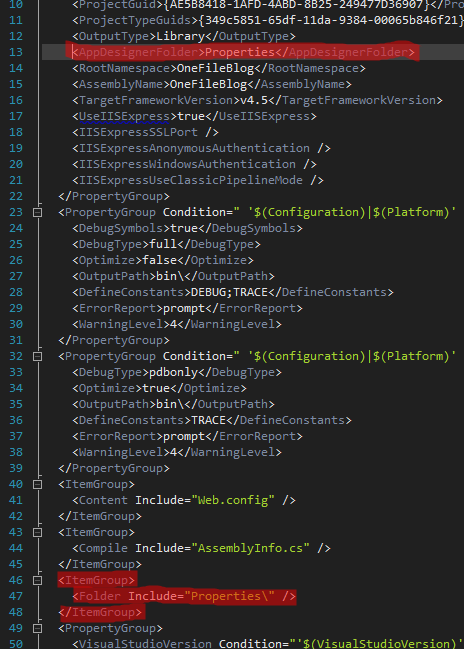 10 <ProjectGuid>{AE5B8418-1AFD-4ABD-8B25-249477D36907}</Pr
11 <ProjectTypeGuids>{349c5851-65df-11da-9384-00065b846f21}
12 <OutputType>Library</OutputType>
13 <AppDesignerFolder>Properties</AppDesignerFolder>
14 <RootNamespace>OneFileBlog</RootNamespace>
15 <AssemblyName>OneFileBlog</AssemblyName>
16 <TargetFrameworkVersion>v4.5</TargetFrameworkVersion>
17 <UseIISExpress>true</UseIISExpress>
18 <IISExpressSSLPort />
19 <IISExpressAnonymousAuthentication />
20 <IISExpressWindowsAuthentication />
21 <IISExpressUseClassicPipelineMode />
22 </PropertyGroup>
23 <PropertyGroup Condition=" '$(Configuration)|$(Platform)'
24 <DebugSymbols>true</DebugSymbols>
25 <DebugType>full</DebugType>
26 <Optimize>false</Optimize>
27 <OutputPath>bin\</OutputPath>
28 <DefineConstants>DEBUG;TRACE</DefineConstants>
29 <ErrorReport>prompt</ErrorReport>
30 <WarningLevel>4</WarningLevel>
31 </PropertyGroup>
32 <PropertyGroup Condition=" '$(Configuration)|$(Platform)'
33 <DebugType>pdbonly</DebugType>
34 <Optimize>true</Optimize>
35 <OutputPath>bin\</OutputPath>
36 <DefineConstants>TRACE</DefineConstants>
37 <ErrorReport>prompt</ErrorReport>
38 <WarningLevel>4</WarningLevel>
39 </PropertyGroup>
40 <ItemGroup>
41 <Content Include="Web.config" />
42 </ItemGroup>
43 <ItemGroup>
44 <Compile Include="AssemblyInfo.cs" />
45 </ItemGroup>
46 <ItemGroup>
47 <Folder Include="Properties\" />
48 </ItemGroup>
49 <PropertyGroup>
50 <VisualStudioVersion Condition="'$(VisualStudioVersion)'